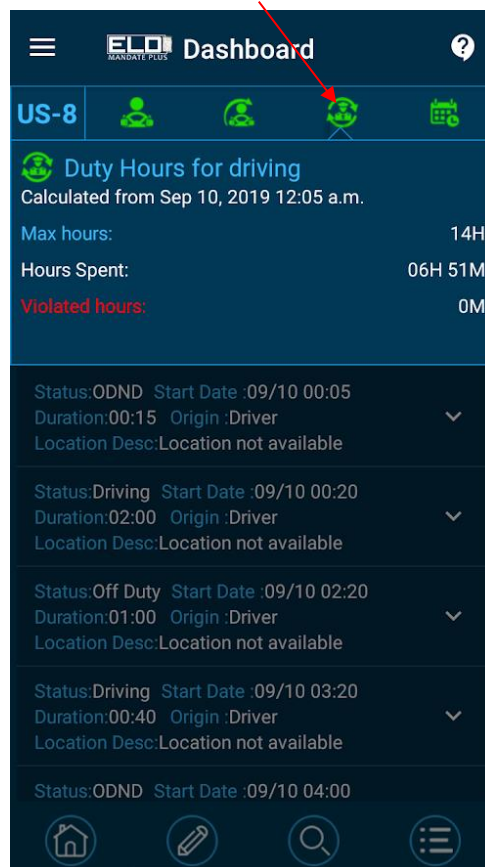 ELD MANDATE PLUS Dashboard
US-8
Duty Hours for driving
Calculated from Sep 10, 2019 12:05 a.m.
Max hours: 14H
Hours Spent: 06H 51M
Violated hours: 0M
Status:ODND Start Date :09/10 00:05
Duration:00:15 Origin :Driver
Location Desc:Location not available
Status:Driving Start Date :09/10 00:20
Duration:02:00 Origin :Driver
Location Desc:Location not available
Status:Off Duty Start Date :09/10 02:20
Duration:01:00 Origin :Driver
Location Desc:Location not available
Status:Driving Start Date :09/10 03:20
Duration:00:40 Origin :Driver
Location Desc:Location not available
Status:ODND Start Date :09/10 04:00